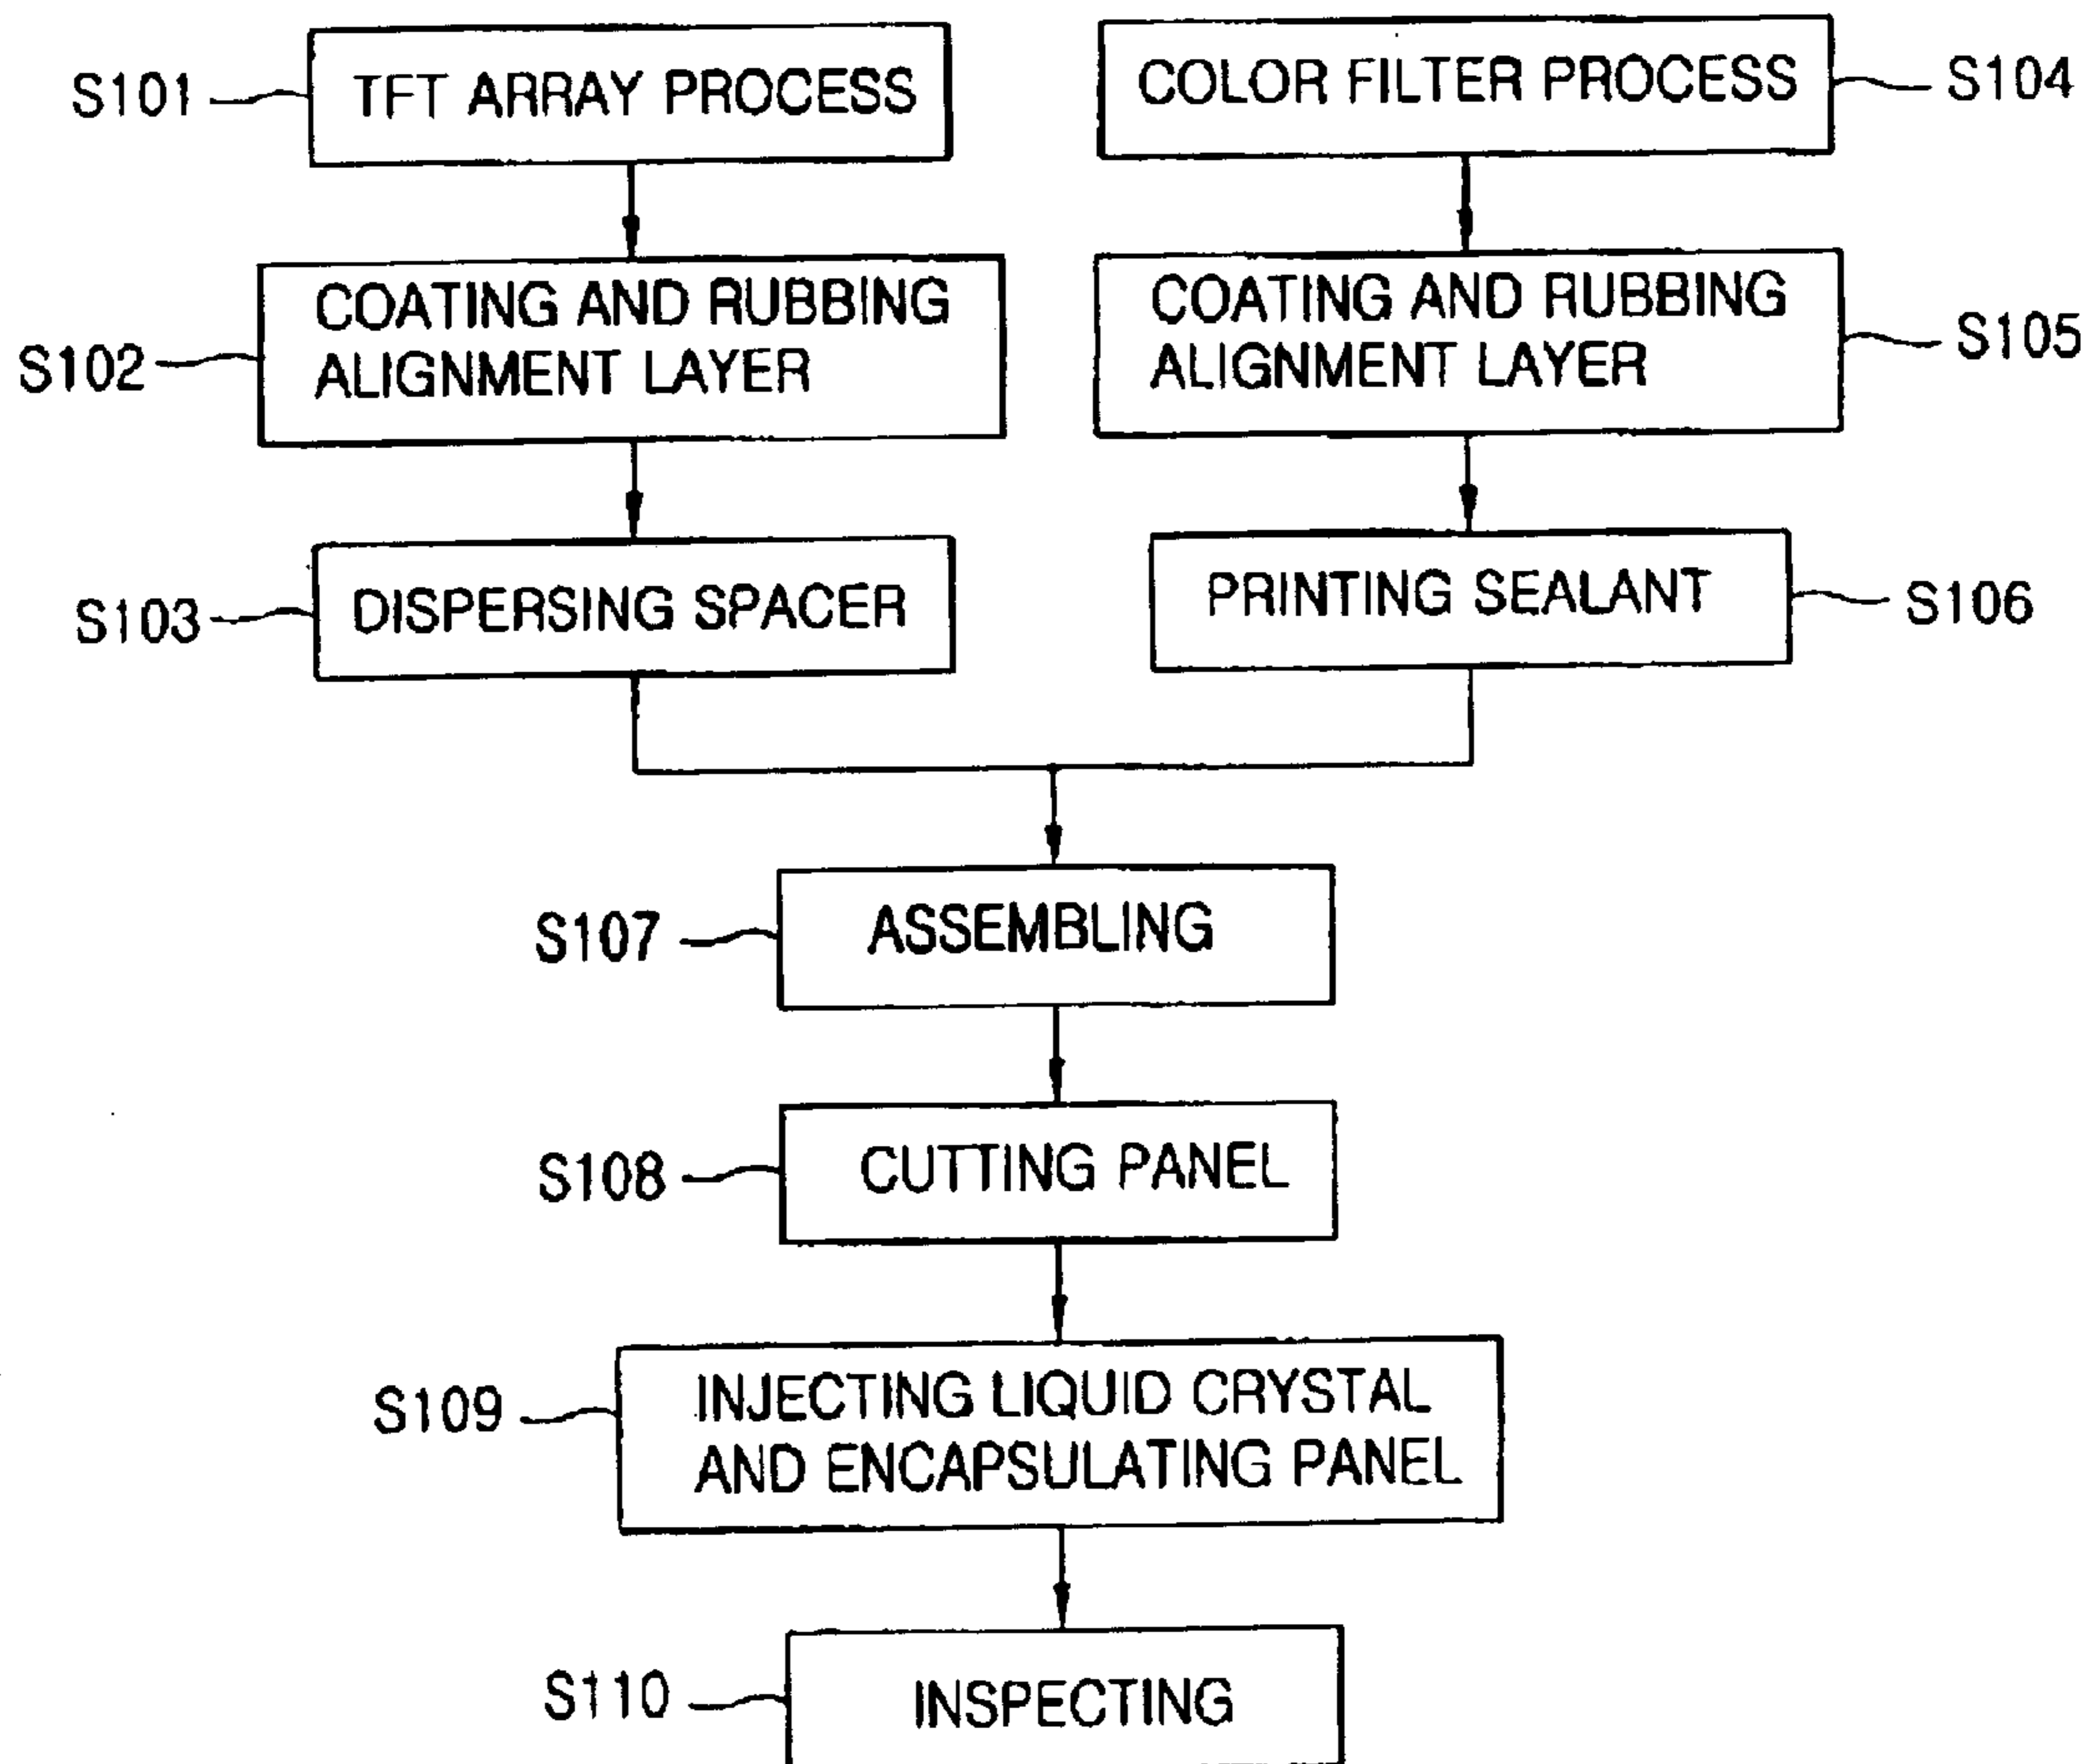 S101
TFT ARRAY PROCESS
COLOR FILTER PROCESS
S104
S102
COATING AND RUBBING
ALIGNMENT LAYER
COATING AND RUBBING
ALIGNMENT LAYER
S105
S103
DISPERSING SPACER
PRINTING SEALANT
S106
S107
ASSEMBLING
S108
CUTTING PANEL
S109
INJECTING LIQUID CRYSTAL
AND ENCAPSULATING PANEL
S110
INSPECTING